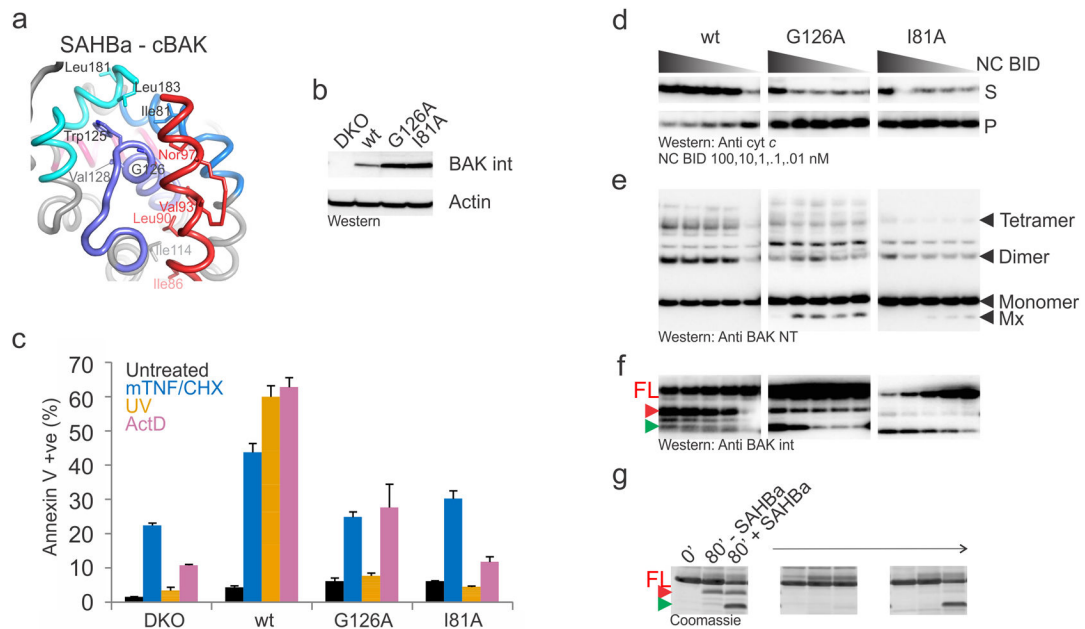 a
SAHBa - cBAK
Leu181
Leu183
Ile81
Trp125
Nor97
G126
Val128
Val93
Leu90
Ile114
Ile86
b
DKO
wt
G126A
I81A
BAK int
Actin
Western
c
Untreated
mTNF/CHX
UV
ActD
Annexin V +ve (%)
70
60
50
40
30
20
10
0
DKO wt G126A I81A
d
wt G126A I81A
NC BID
S
P
Western: Anti cyt c
NC BID 100,10,1,.1,.01 nM
e
Tetramer
Dimer
Monomer
Mx
Western: Anti BAK NT
f
FL
Western: Anti BAK int
g
0'
80' - SAHBa
80' + SAHBa
FL
Coomassie